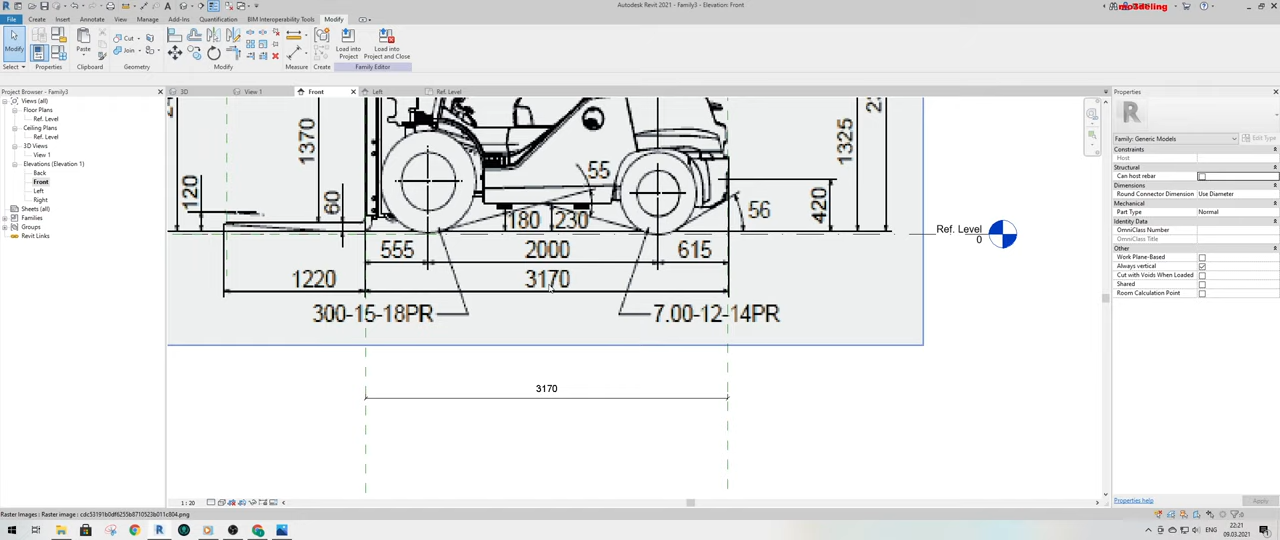 Autodesk Revit 2021 - Family3 - Elevation: Front
File Create Insert Annotate View Manage Add-Ins Quantification BIM Interoperability Tools Modify
Modify
Paste
Cut
Join
Load into Project
Load into Project and Close
Select Properties Clipboard Geometry Modify Measure Create Family Editor
Project Browser - Family3
3D View 1 Front Left Ref. Level
Properties
Views (all)
Floor Plans
Ref. Level
Ceiling Plans
Ref. Level
3D Views
View 1
Elevations (Elevation 1)
Back
Front
Left
Right
Sheets (all)
Families
Groups
Revit Links
1370
120
60
55
180
230
56
1325
420
555
2000
615
1220
3170
300-15-18PR
7.00-12-14PR
3170
Ref. Level
0
R
Family: Generic Models
Edit Type
Constraints
Host
Structural
Can host rebar
Dimensions
Round Connector Dimension Use Diameter
Mechanical
Part Type Normal
Identity Data
OmniClass Number
OmniClass Title
Other
Work Plane-Based
Always vertical
Cut with Voids When Loaded
Shared
Room Calculation Point
Properties help
Apply
1 : 20
Raster Images : Raster image : cdc53191b0df6255b8710523b011c804.png
ENG
22:21
09.03.2021